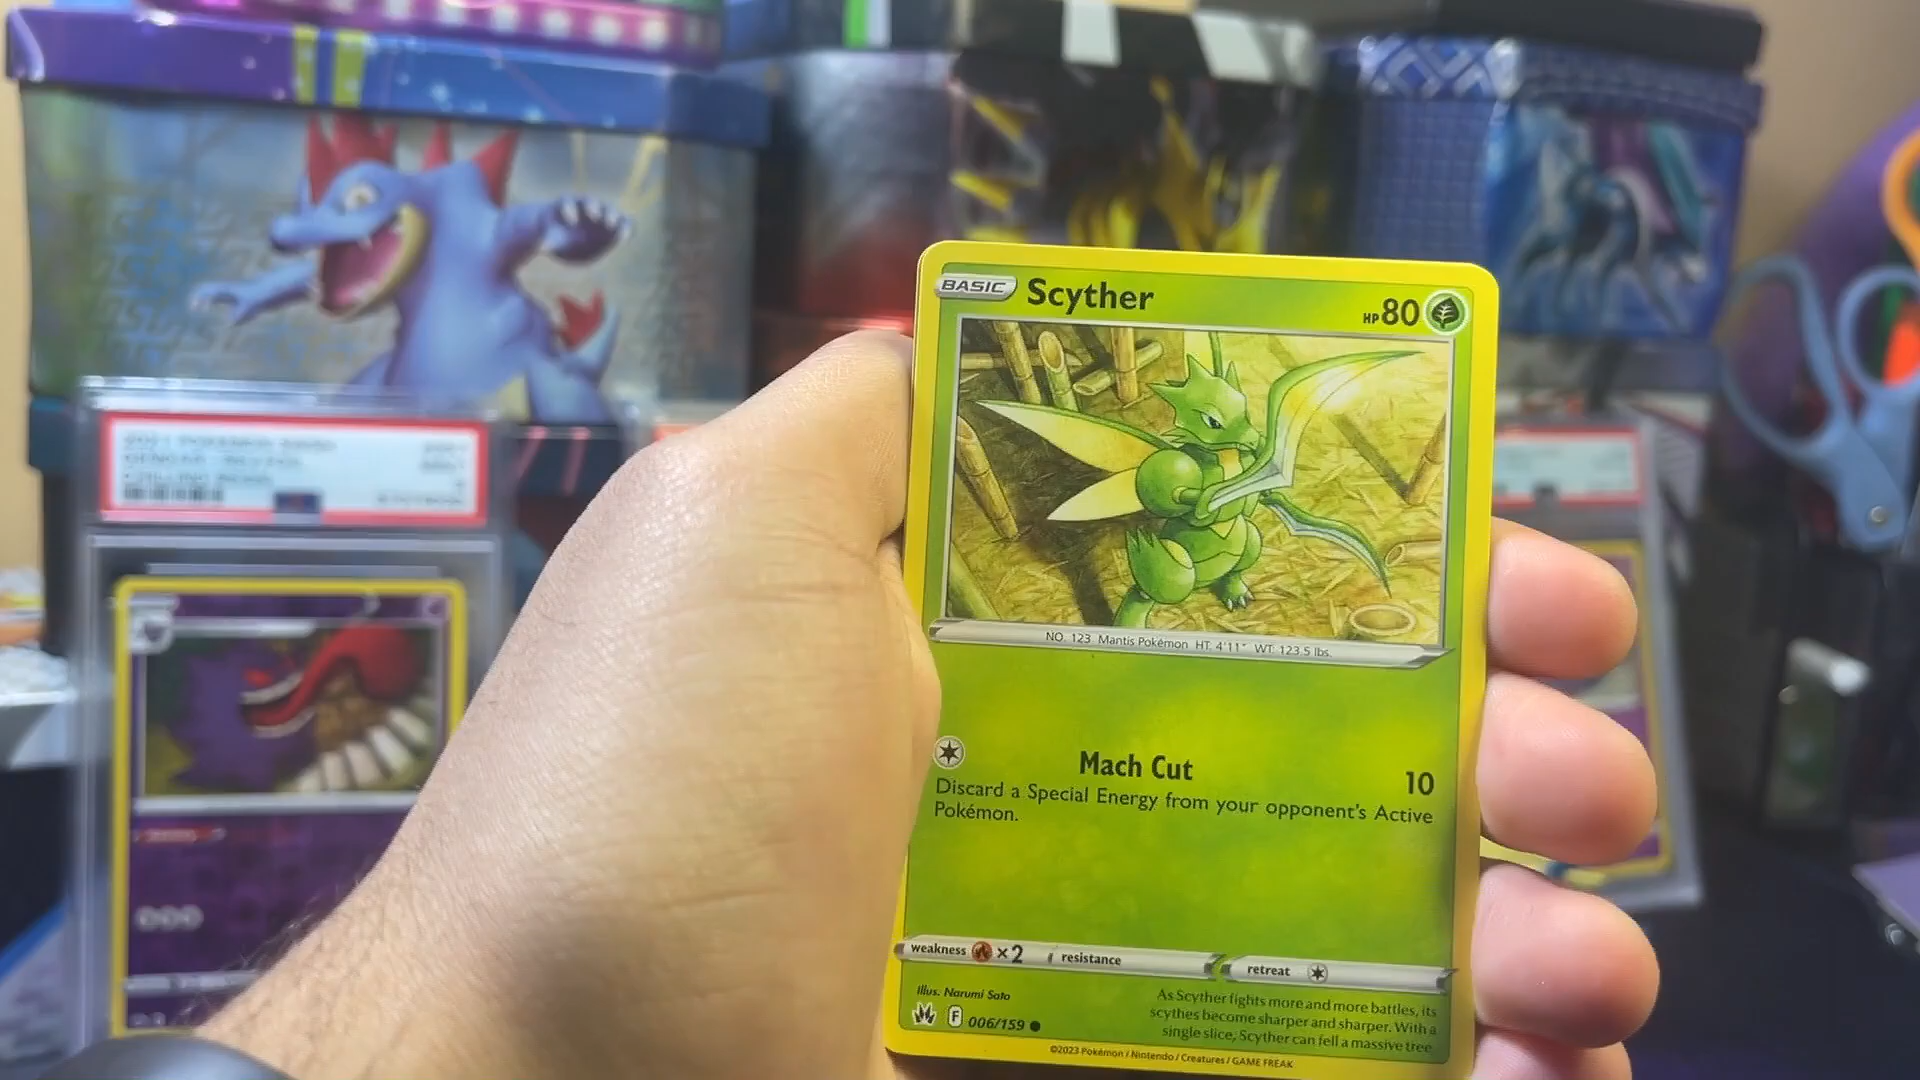 BASIC Scyther HP 80
NO. 123 Mantis Pokémon HT: 4'11" WT: 123.5 lbs.
Mach Cut 10
Discard a Special Energy from your opponent's Active
Pokémon.
weakness ×2 resistance retreat
Illus. Narumi Sato
F 006/159
As Scyther fights more and more battles, its
scythes become sharper and sharper. With a
single slice, Scyther can fell a massive tree
©2023 Pokémon / Nintendo / Creatures / GAME FREAK